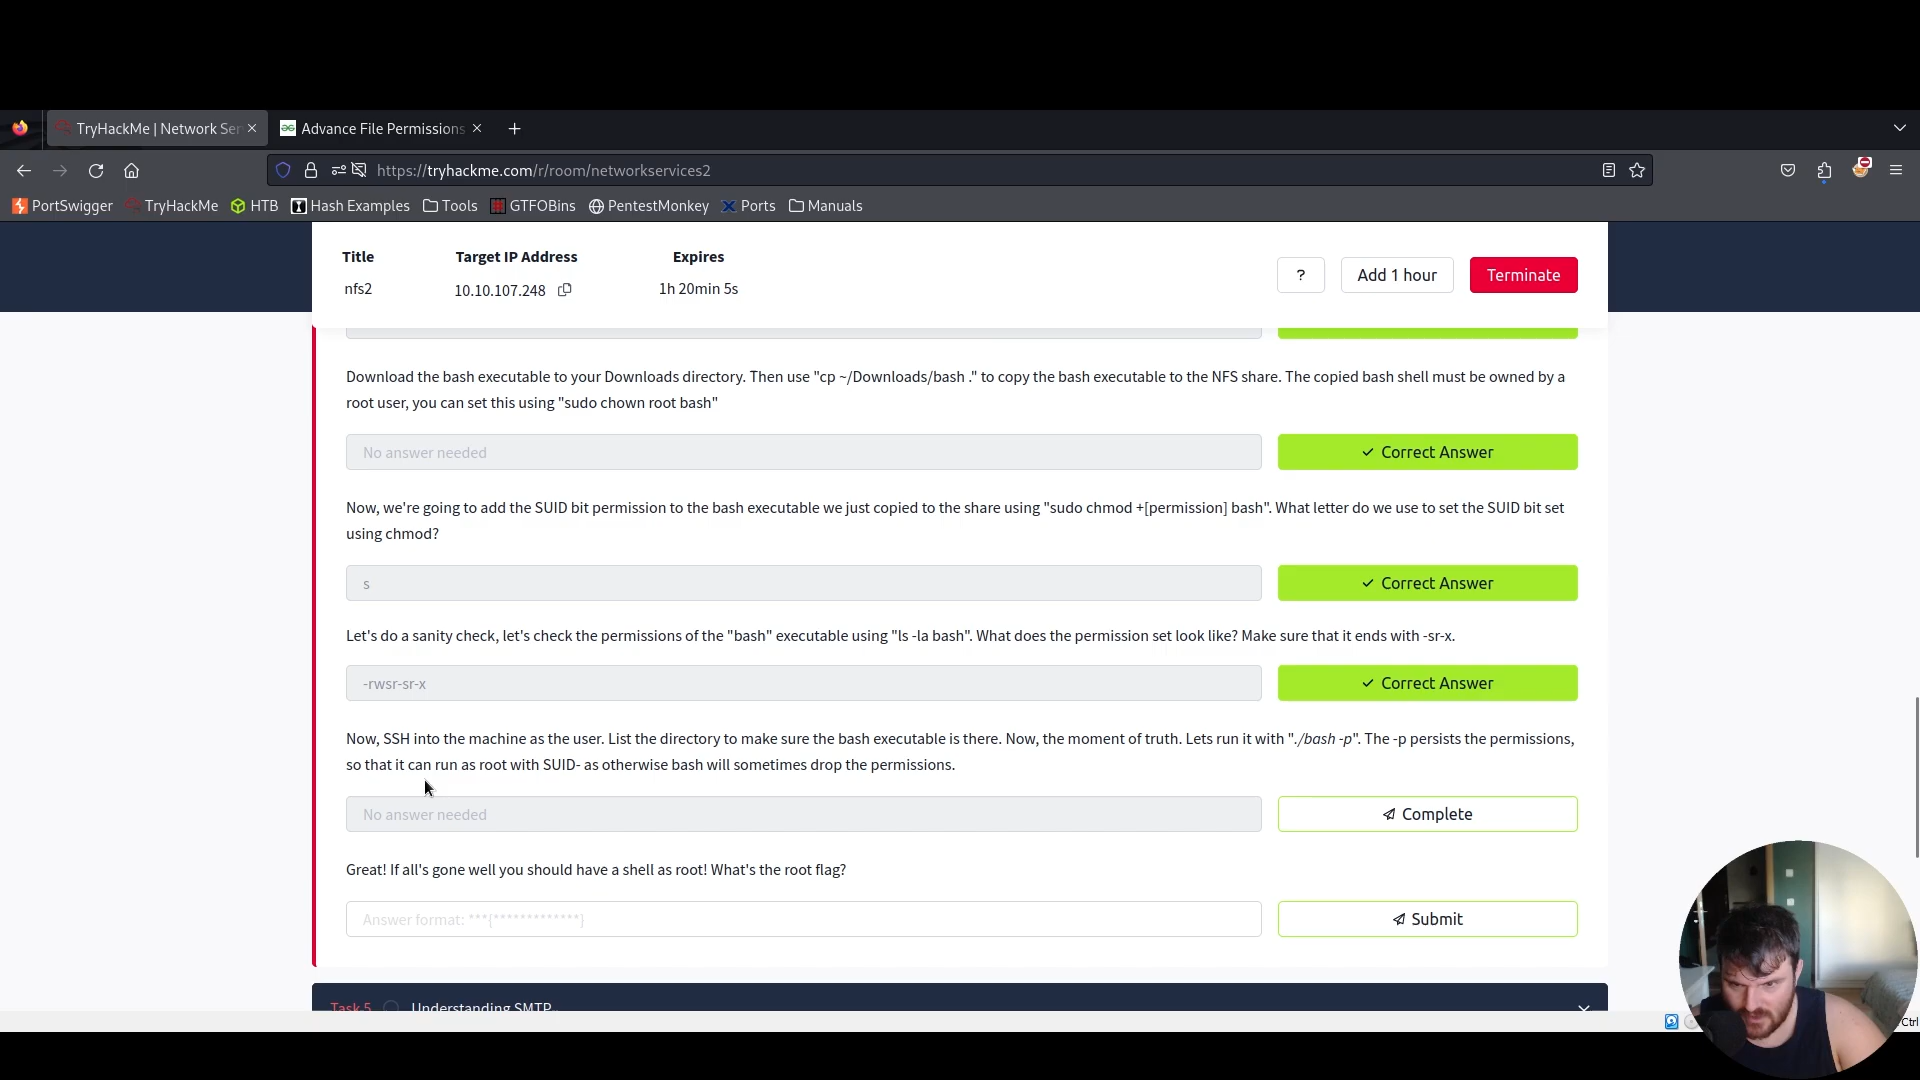 TryHackMe | Network Ser
Advance File Permissions
https://tryhackme.com/r/room/networkservices2
PortSwigger TryHackMe HTB Hash Examples Tools GTFOBins PentestMonkey Ports Manuals
Title Target IP Address Expires
nfs2 10.10.107.248 1h 20min 5s
? Add 1 hour Terminate
Download the bash executable to your Downloads directory. Then use "cp ~/Downloads/bash ." to copy the bash executable to the NFS share. The copied bash shell must be owned by a
root user, you can set this using "sudo chown root bash"
No answer needed
✓ Correct Answer
Now, we're going to add the SUID bit permission to the bash executable we just copied to the share using "sudo chmod +[permission] bash". What letter do we use to set the SUID bit set
using chmod?
s
✓ Correct Answer
Let's do a sanity check, let's check the permissions of the "bash" executable using "ls -la bash". What does the permission set look like? Make sure that it ends with -sr-x.
-rwsr-sr-x
✓ Correct Answer
Now, SSH into the machine as the user. List the directory to make sure the bash executable is there. Now, the moment of truth. Lets run it with "./bash -p". The -p persists the permissions,
so that it can run as root with SUID- as otherwise bash will sometimes drop the permissions.
No answer needed
Complete
Great! If all's gone well you should have a shell as root! What's the root flag?
Answer format: ***{*************}
Submit
Task 5 Understanding SMTP
Ctrl